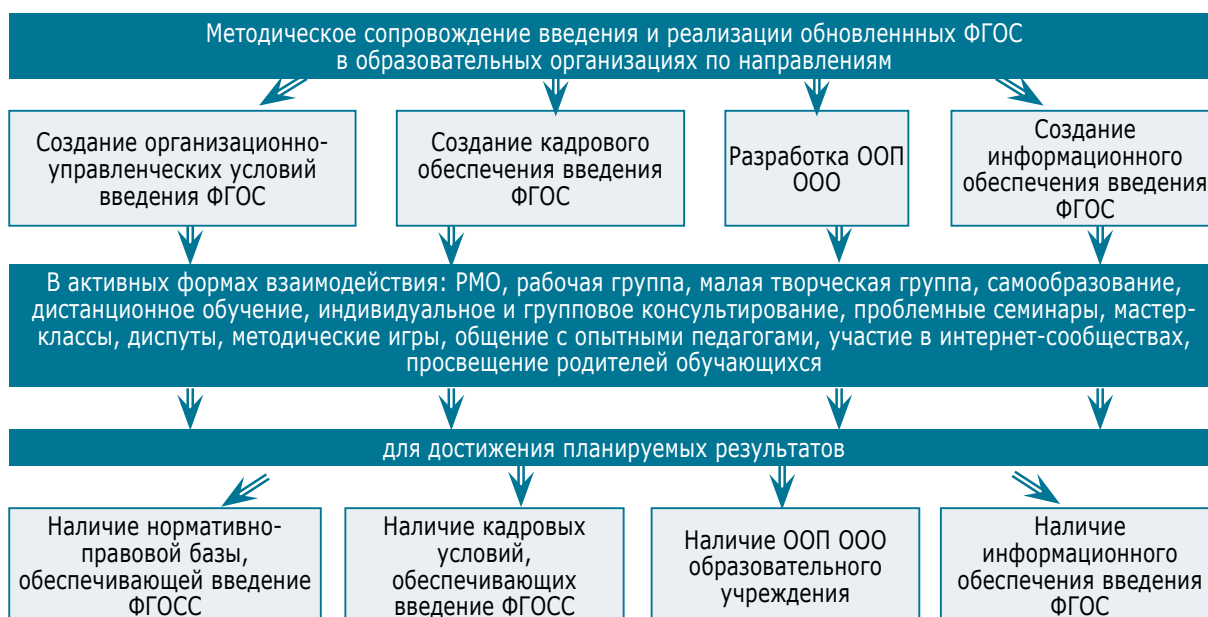 Методическое сопровождение введения и реализации обновленнных ФГОС
в образовательных организациях по направлениям
Создание организационно-
управленческих условий
введения ФГОС
Создание кадрового
обеспечения введения
ФГОС
Разработка ООП
ООО
Создание
информационного
обеспечения введения
ФГОС
В активных формах взаимодействия: РМО, рабочая группа, малая творческая группа, самообразование,
дистанционное обучение, индивидуальное и групповое консультирование, проблемные семинары, мастер-
классы, диспуты, методические игры, общение с опытными педагогами, участие в интернет-сообществах,
просвещение родителей обучающихся
для достижения планируемых результатов
Наличие нормативно-
правовой базы,
обеспечивающей введение
ФГОСС
Наличие кадровых
условий,
обеспечивающих
введение ФГОСС
Наличие ООП ООО
образовательного
учреждения
Наличие
информационного
обеспечения введения
ФГОС